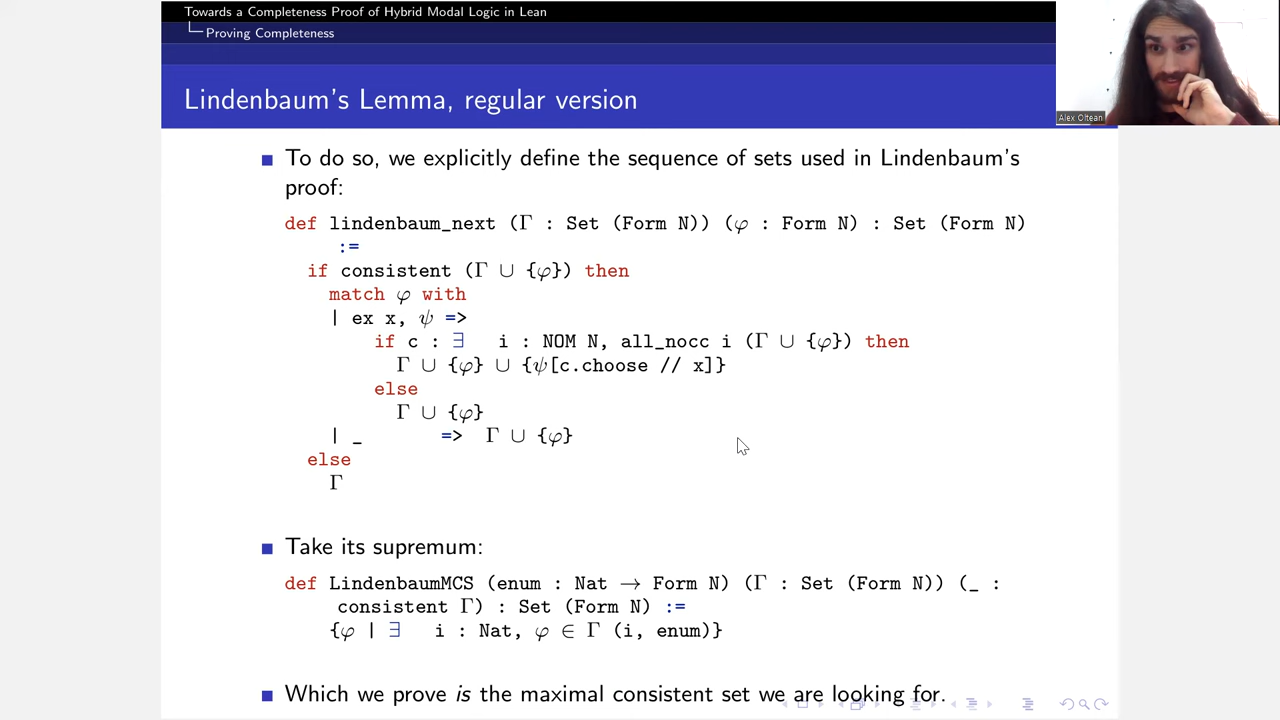 Towards a Completeness Proof of Hybrid Modal Logic in Lean
Proving Completeness
Alex Oltean
Lindenbaum's Lemma, regular version
To do so, we explicitly define the sequence of sets used in Lindenbaum's
proof:
def lindenbaum_next (Γ : Set (Form N)) (φ : Form N) : Set (Form N)
:=
if consistent (Γ ∪ {φ}) then
match φ with
| ex x, ψ =>
if c : ∃ i : NOM N, all_nocc i (Γ ∪ {φ}) then
Γ ∪ {φ} ∪ {ψ[c.choose // x]}
else
Γ ∪ {φ}
| _ => Γ ∪ {φ}
else
Γ
Take its supremum:
def LindenbaumMCS (enum : Nat → Form N) (Γ : Set (Form N)) (_ :
consistent Γ) : Set (Form N) :=
{φ | ∃ i : Nat, φ ∈ Γ (i, enum)}
Which we prove is the maximal consistent set we are looking for.